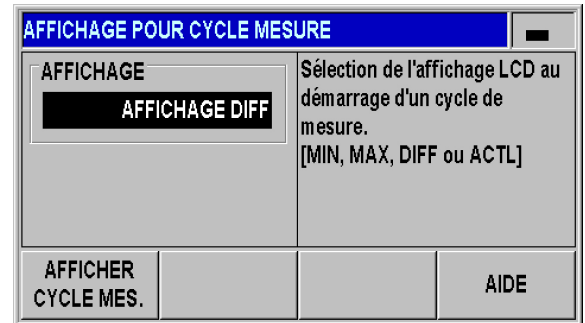 AFFICHAGE POUR CYCLE MESURE
AFFICHAGE
AFFICHAGE DIFF
Sélection de l'affichage LCD au
démarrage d'un cycle de
mesure.
[MIN, MAX, DIFF ou ACTL]
AFFICHER
CYCLE MES.
AIDE